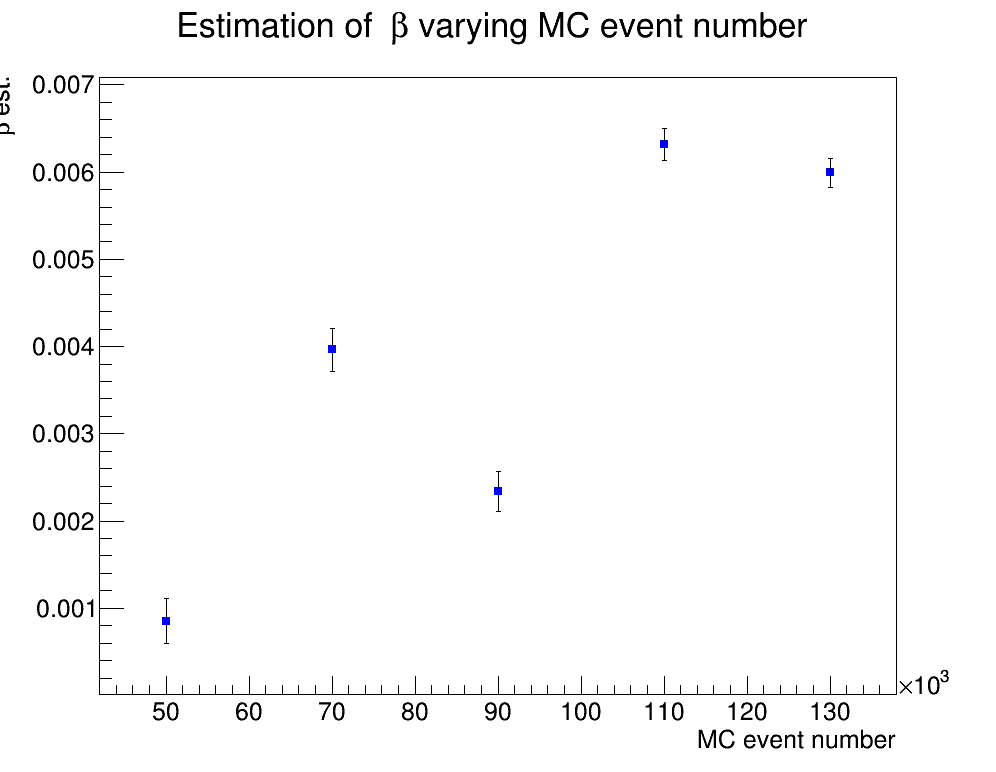 Estimation of β varying MC event number
β est.
0.007
0.006
0.005
0.004
0.003
0.002
0.001
50 60 70 80 90 100 110 120 130
×10³
MC event number